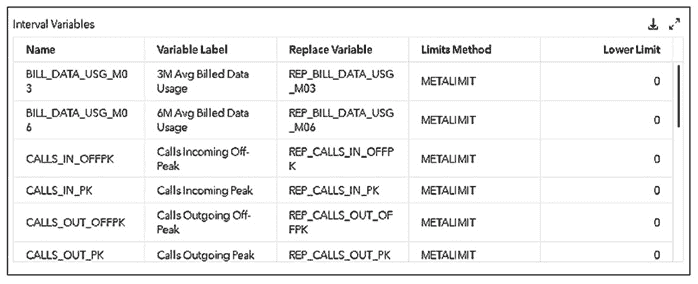 Interval Variables
Name Variable Label Replace Variable Limits Method Lower Limit
BILL_DATA_USG_M0 3M Avg Billed Data REP_BILL_DATA_USG METALIMIT 0
3 Usage _M03
BILL_DATA_USG_M0 6M Avg Billed Data REP_BILL_DATA_USG METALIMIT 0
6 Usage _M06
CALLS_IN_OFFPK Calls Incoming Off- REP_CALLS_IN_OFFP METALIMIT 0
Peak K
CALLS_IN_PK Calls Incoming Peak REP_CALLS_IN_PK METALIMIT 0
CALLS_OUT_OFFPK Calls Outgoing Off- REP_CALLS_OUT_OF METALIMIT 0
Peak FPK
CALLS_OUT_PK Calls Outgoing Peak REP_CALLS_OUT_PK METALIMIT 0